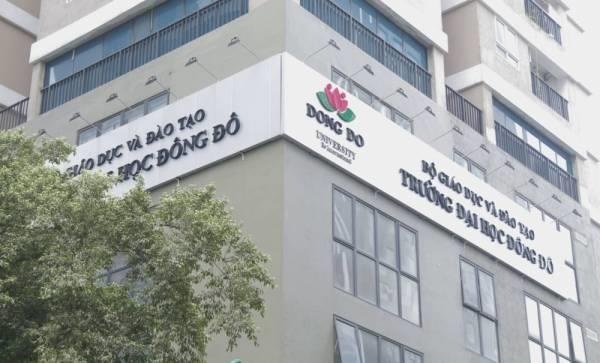 GIÁO DỤC VÀ ĐÀO TẠO
HỌC ĐÔNG ĐÔ
DONG DO
UNIVERSITY
BỘ GIÁO DỤC VÀ ĐÀO TẠO
TRƯỜNG ĐẠI HỌC ĐÔNG ĐÔ